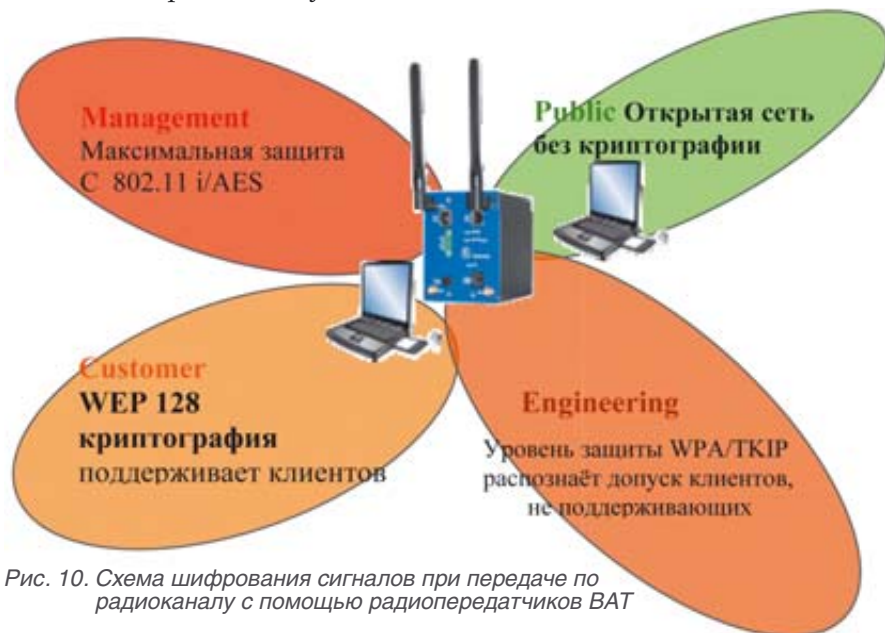 Management
Максимальная защита
С 802.11 i/AES
Public Открытая сеть
без криптографии
Customer
WEP 128
криптография
поддерживает клиентов
Engineering
Уровень защиты WPA/TKIP
распознаёт допуск клиентов,
не поддерживающих
Рис. 10. Схема шифрования сигналов при передаче по
радиоканалу с помощью радиопередатчиков BAT